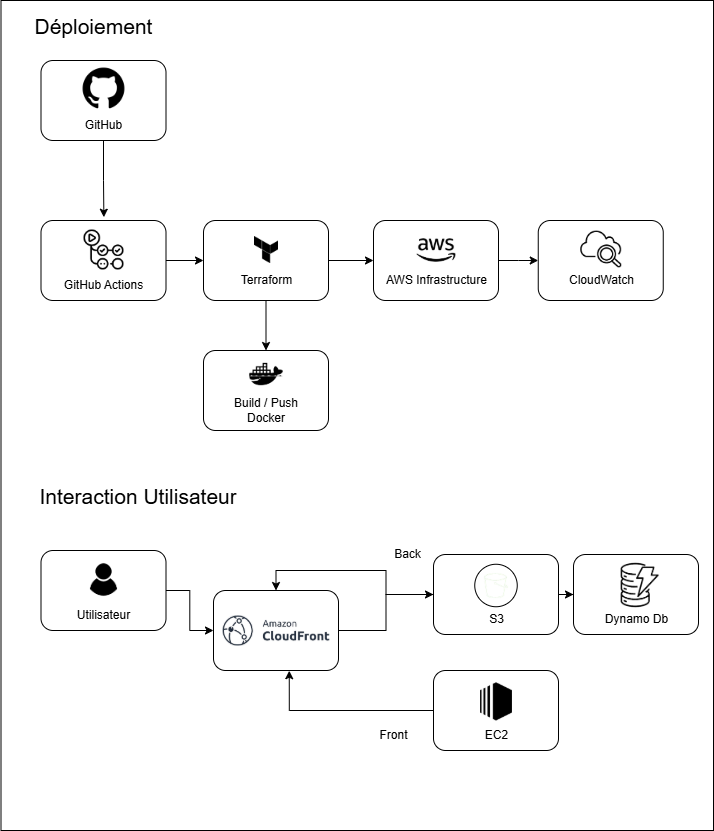 Déploiement
GitHub
GitHub Actions
Terraform
aws
AWS Infrastructure
CloudWatch
Build / Push
Docker
Interaction Utilisateur
Utilisateur
Amazon
CloudFront
Back
S3
Dynamo Db
Front
EC2